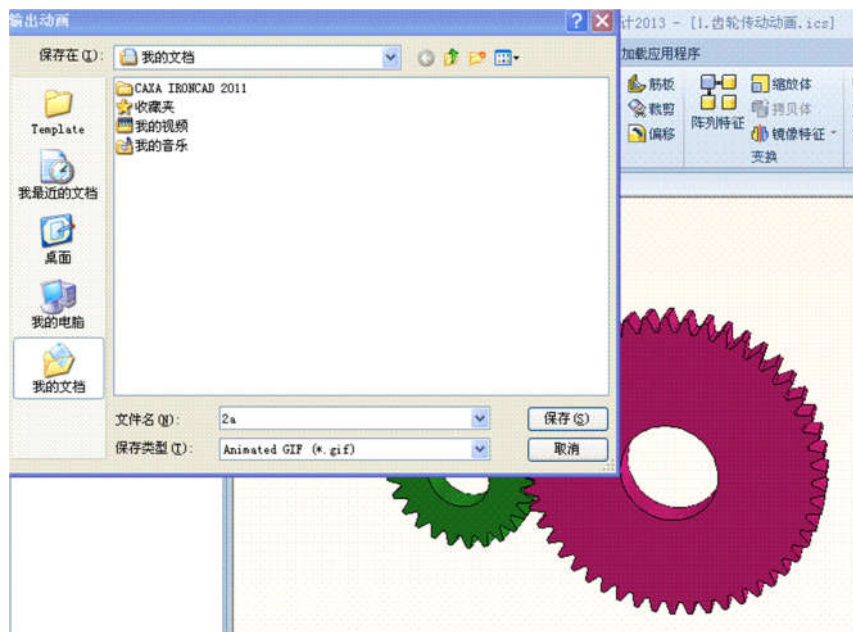 输出动画
计2013 - [1.齿轮传动动画.ics]
保存在(I):
我的文档
加载应用程序
CAXA IRONCAD 2011
收藏夹
我的视频
我的音乐
Template
我最近的文档
桌面
我的电脑
我的文档
筋板
裁剪
偏移
阵列特征
缩放体
拷贝体
镜像特征
变换
文件名(N):
2a
保存(S)
保存类型(T):
Animated GIF (*.gif)
取消